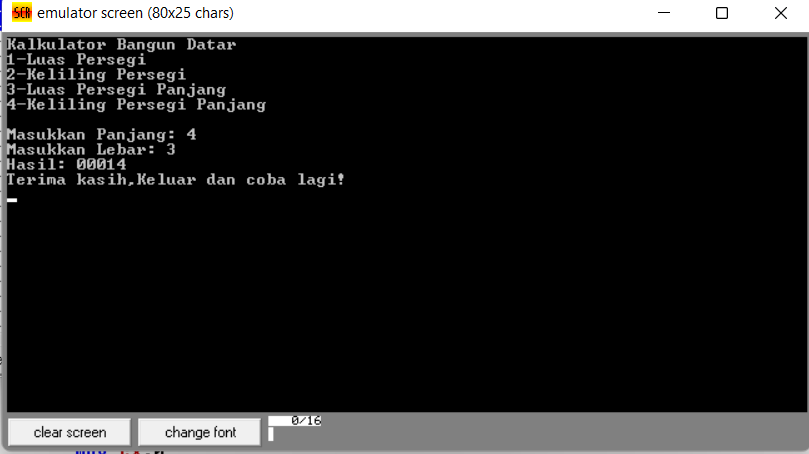 emulator screen (80x25 chars)
Kalkulator Bangun Datar
1-Luas Persegi
2-Keliling Persegi
3-Luas Persegi Panjang
4-Keliling Persegi Panjang
Masukkan Panjang: 4
Masukkan Lebar: 3
Hasil: 00014
Terima kasih,Keluar dan coba lagi!
clear screen
change font
0/16